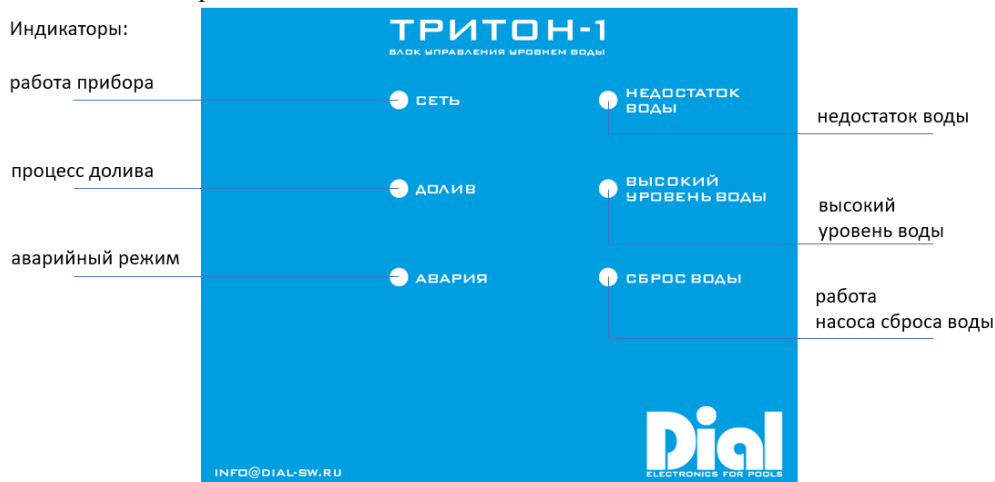 Индикаторы:
ТРИТОН-1
БЛОК УПРАВЛЕНИЯ УРОВНЕМ ВОДЫ
работа прибора
СЕТЬ
НЕДОСТАТОК
ВОДЫ
недостаток воды
процесс долива
ДОЛИВ
ВЫСОКИЙ
УРОВЕНЬ ВОДЫ
высокий
уровень воды
аварийный режим
АВАРИЯ
СБРОС ВОДЫ
работа
насоса сброса воды
Dial
ELECTRONICS FOR POOLS
INFO@DIAL-SW.RU